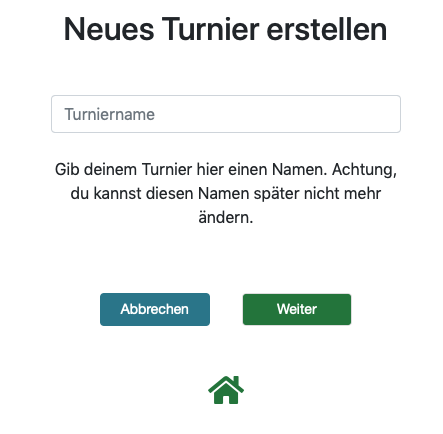 Neues Turnier erstellen
Turniername
Gib deinem Turnier hier einen Namen. Achtung,
du kannst diesen Namen später nicht mehr
ändern.
Abbrechen Weiter